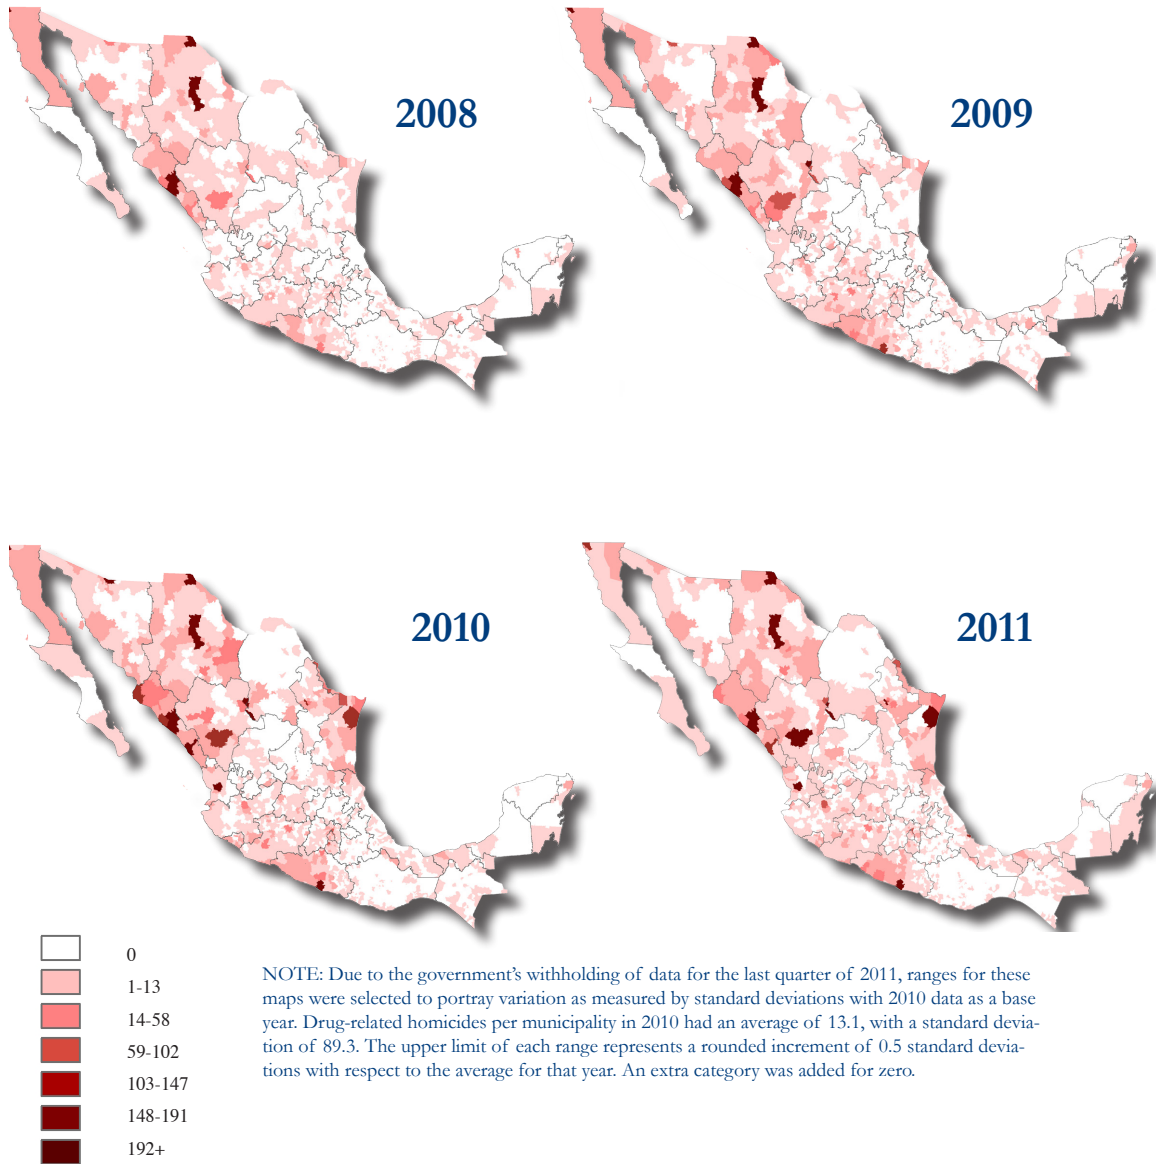 2008
2009
2010
2011
0
1-13
14-58
59-102
103-147
148-191
192+
NOTE: Due to the government’s withholding of data for the last quarter of 2011, ranges for these
maps were selected to portray variation as measured by standard deviations with 2010 data as a base
year. Drug-related homicides per municipality in 2010 had an average of 13.1, with a standard devia-
tion of 89.3. The upper limit of each range represents a rounded increment of 0.5 standard devia-
tions with respect to the average for that year. An extra category was added for zero.